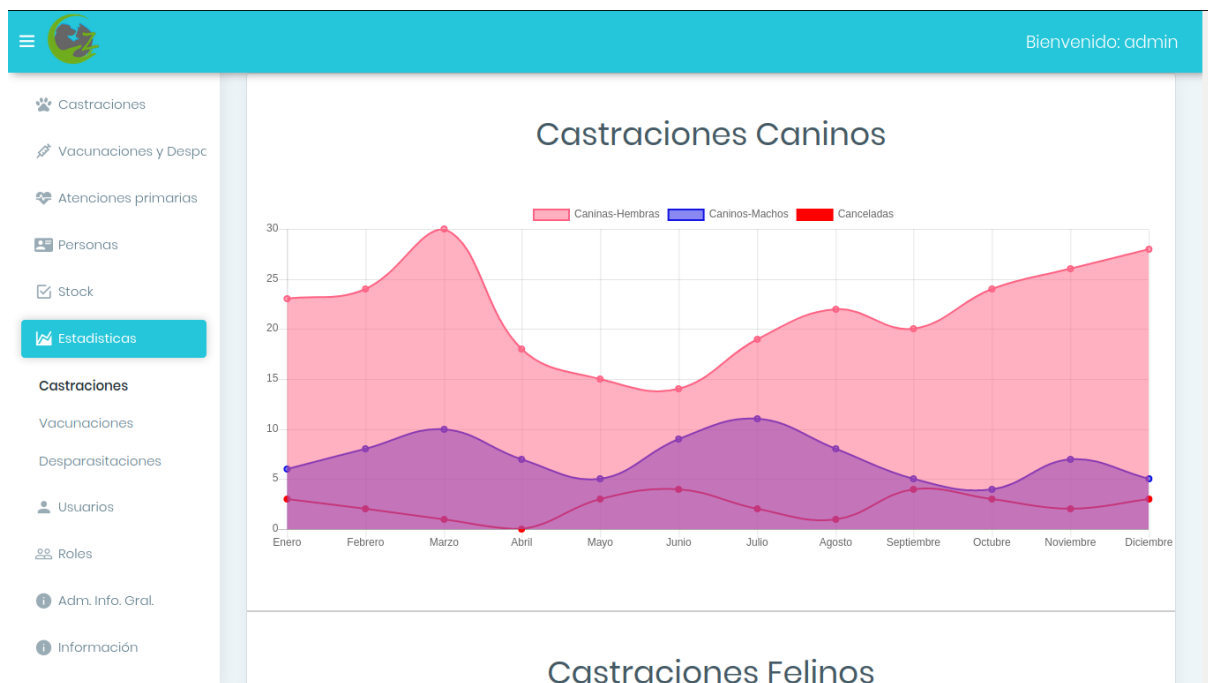 Bienvenido: admin
Castraciones
Vacunaciones y Despa
Atenciones primarias
Personas
Stock
Estadísticas
Castraciones
Vacunaciones
Desparasitaciones
Usuarios
Roles
Adm. Info. Gral.
Información
Castraciones Caninos
Caninas-Hembras Caninos-Machos Canceladas
30
25
20
15
10
5
0
Enero Febrero Marzo Abril Mayo Junio Julio Agosto Septiembre Octubre Noviembre Diciembre
Castraciones Felinos